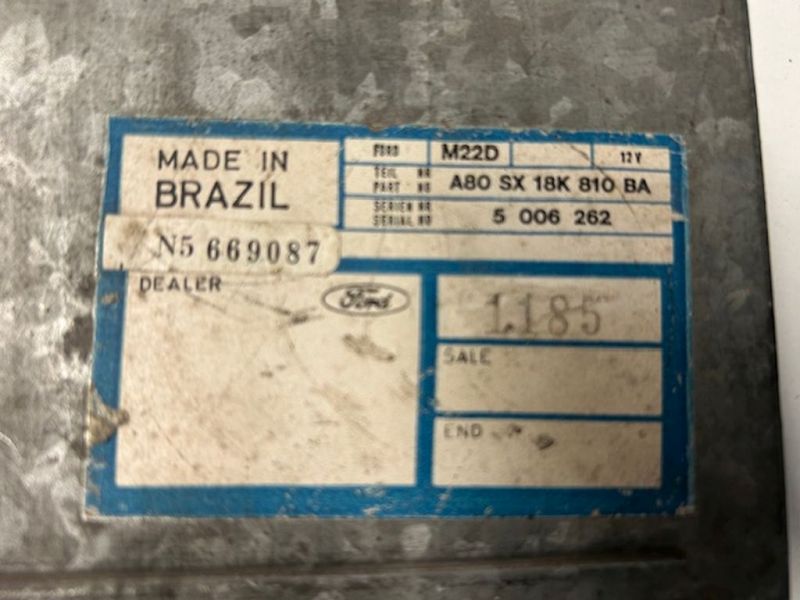 MADE IN
BRAZIL
N5 669087
FORD M22D 12V
TEIL NR
PART NO A80 SX 18K 810 BA
SERIEN NR
SERIAL NO 5 006 262
DEALER
Ford
1185
SALE
END